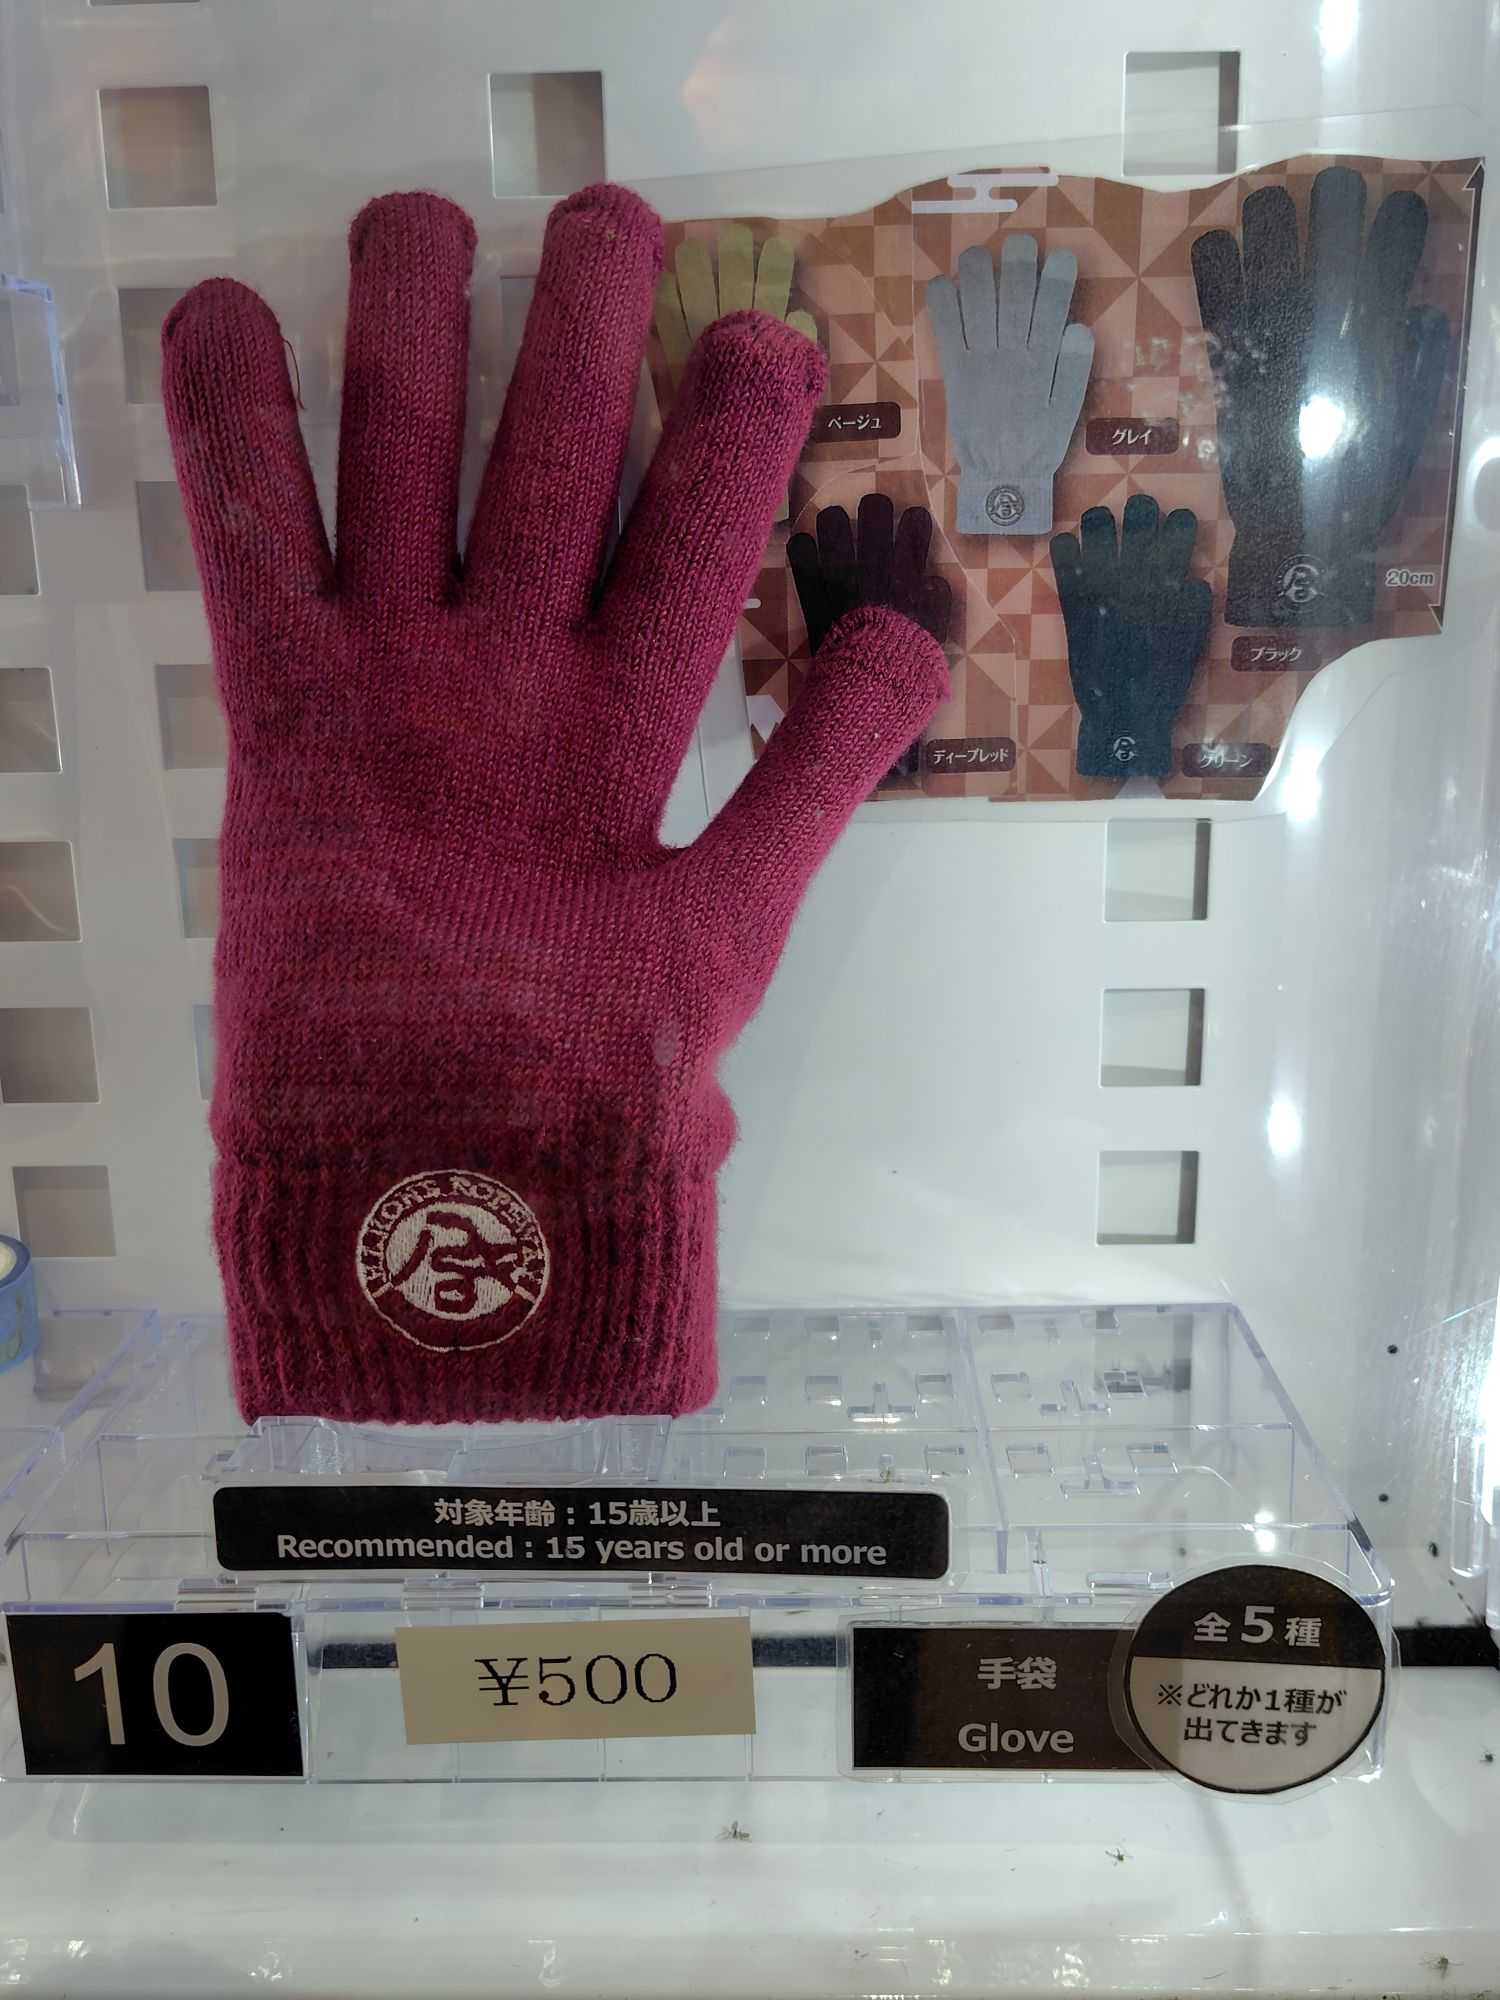 ベージュ
グレイ
20cm
ブラック
ディープレッド
グリーン
ROPEWAY
対象年齢：15歳以上
Recommended : 15 years old or more
10
¥500
手袋
Glove
全5種
※どれか1種が
出てきます